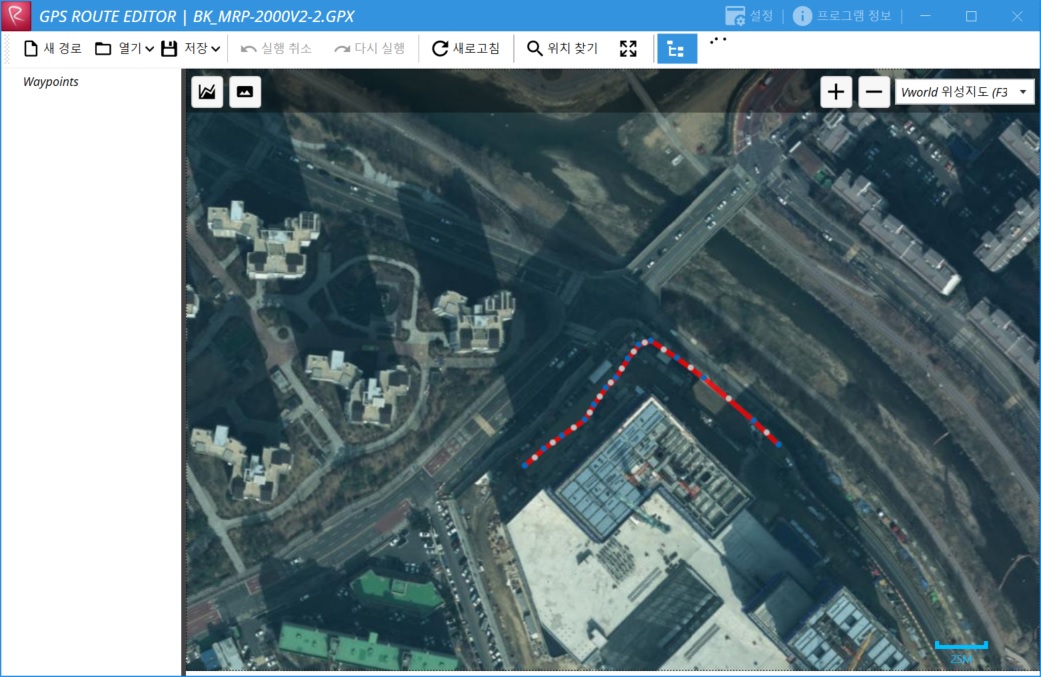 GPS ROUTE EDITOR | BK_MRP-2000V2-2.GPX 설정 프로그램 정보
새 경로 열기 저장 실행 취소 다시 실행 새로고침 위치 찾기
Waypoints
Vworld 위성지도 (F3
25M